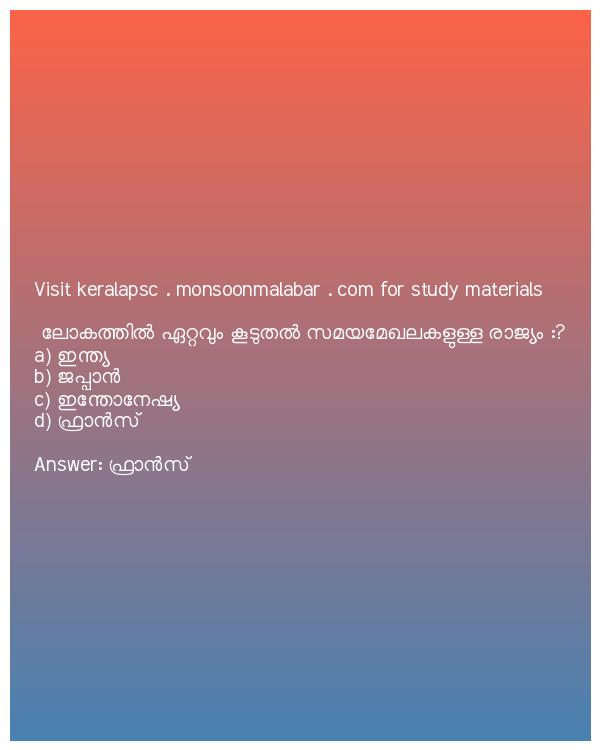 Visit keralapsc . monsoonmalabar . com for study materials
ലോകത്തിൽ ഏറ്റവും കൂടുതൽ സമയമേഖലകളുള്ള രാജ്യം :?
a) ഇന്ത്യ
b) ജപ്പാൻ
c) ഇന്തോനേഷ്യ
d) ഫ്രാൻസ്
Answer: ഫ്രാൻസ്